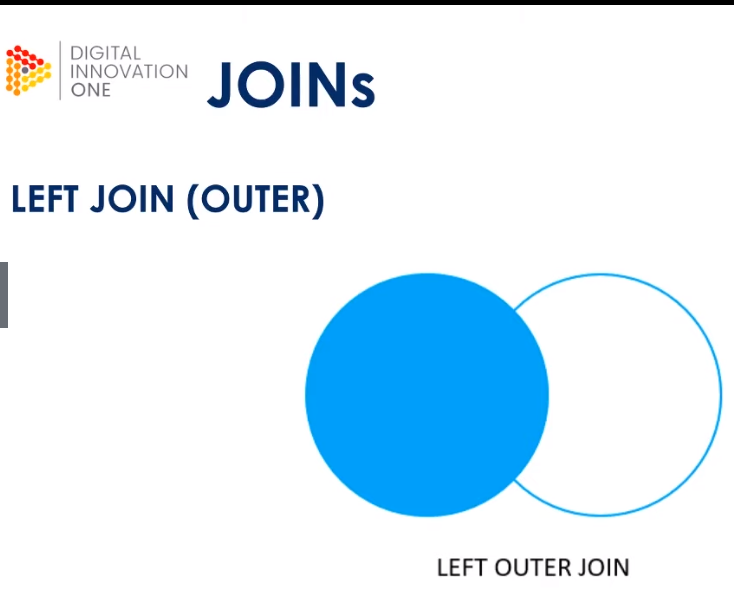 DIGITAL
INNOVATION
ONE
JOINs
LEFT JOIN (OUTER)
LEFT OUTER JOIN